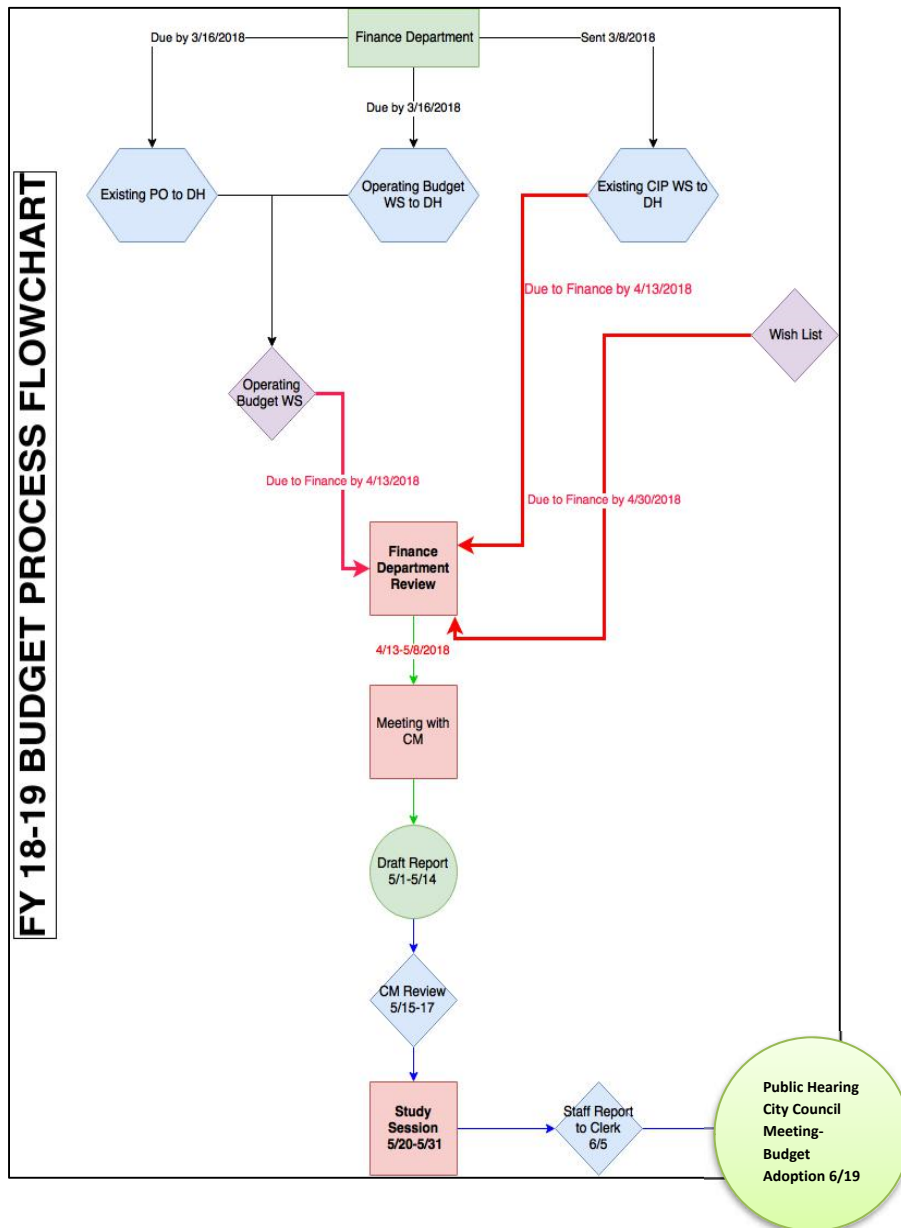 FY 18-19 BUDGET PROCESS FLOWCHART
Finance Department
Due by 3/16/2018
Sent 3/8/2018
Due by 3/16/2018
Existing PO to DH
Operating Budget
WS to DH
Existing CIP WS to
DH
Due to Finance by 4/13/2018
Wish List
Operating
Budget WS
Due to Finance by 4/13/2018
Due to Finance by 4/30/2018
Finance
Department
Review
4/13-5/8/2018
Meeting with
CM
Draft Report
5/1-5/14
CM Review
5/15-17
Study
Session
5/20-5/31
Staff Report
to Clerk
6/5
Public Hearing
City Council
Meeting-
Budget
Adoption 6/19